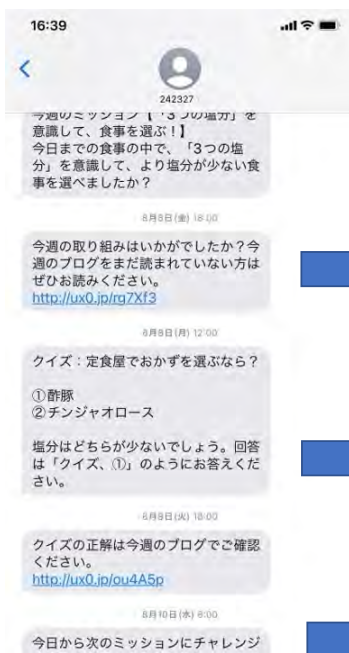 16:39
242327
今週のミッション【「3つの塩分」を
意識して、食事を選ぶ!】
今日までの食事の中で、「3つの塩
分」を意識して、より塩分が少ない食
事を選べましたか?
8月5日(金) 18:00
今週の取り組みはいかがでしたか?今
週のブログをまだ読まれていない方は
ぜひお読みください。
http://ux0.jp/rg7Xf3
8月8日(月) 12:00
クイズ:定食屋でおかずを選ぶなら?
①酢豚
②チンジャオロース
塩分はどちらが少ないでしょう。回答
は「クイズ、①」のようにお答えくだ
さい。
8月9日(火) 18:00
クイズの正解は今週のブログでご確認
ください。
http://ux0.jp/ou4A5p
8月10日(水) 6:00
今日から次のミッションにチャレンジ